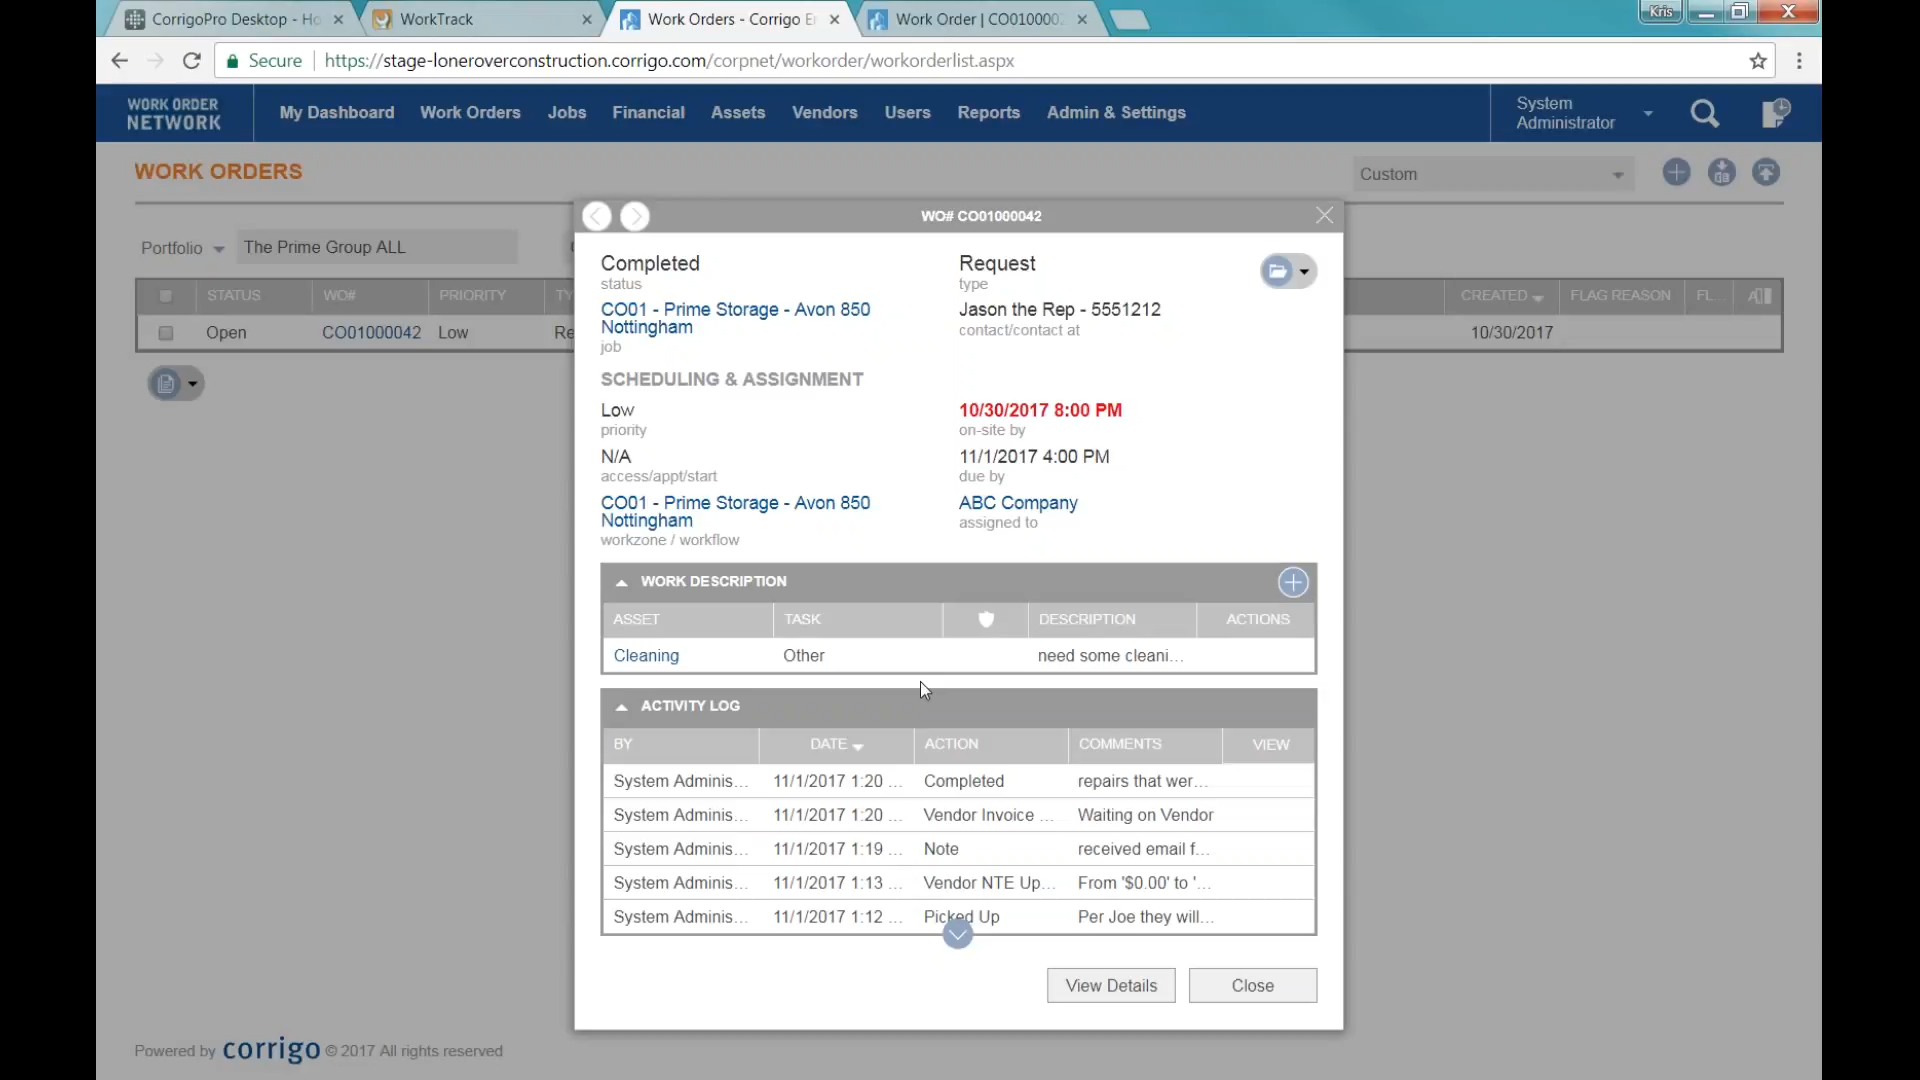 CorrigoPro Desktop - Ho
WorkTrack
Work Orders - Corrigo E
Work Order | CO010000
Kris
Secure
https://stage-loneroverconstruction.corrigo.com/corpnet/workorder/workorderlist.aspx
WORK ORDER
NETWORK
My Dashboard
Work Orders
Jobs
Financial
Assets
Vendors
Users
Reports
Admin & Settings
System
Administrator
WORK ORDERS
Custom
Portfolio
The Prime Group ALL
STATUS
WO#
PRIORITY
CREATED
FLAG REASON
FL...
Open
CO01000042
Low
Re
10/30/2017
WO# CO01000042
Completed
status
Request
type
CO01 - Prime Storage - Avon 850
Nottingham
job
Jason the Rep - 5551212
contact/contact at
SCHEDULING & ASSIGNMENT
Low
priority
10/30/2017 8:00 PM
on-site by
N/A
access/appt/start
11/1/2017 4:00 PM
due by
CO01 - Prime Storage - Avon 850
Nottingham
workzone / workflow
ABC Company
assigned to
WORK DESCRIPTION
ASSET
TASK
DESCRIPTION
ACTIONS
Cleaning
Other
need some cleani...
ACTIVITY LOG
BY
DATE
ACTION
COMMENTS
VIEW
System Adminis...
11/1/2017 1:20 ...
Completed
repairs that wer...
System Adminis...
11/1/2017 1:20 ...
Vendor Invoice ...
Waiting on Vendor
System Adminis...
11/1/2017 1:19 ...
Note
received email f...
System Adminis...
11/1/2017 1:13 ...
Vendor NTE Up...
From '$0.00' to '...
System Adminis...
11/1/2017 1:12 ...
Picked Up
Per Joe they will...
View Details
Close
Powered by corrigo © 2017 All rights reserved